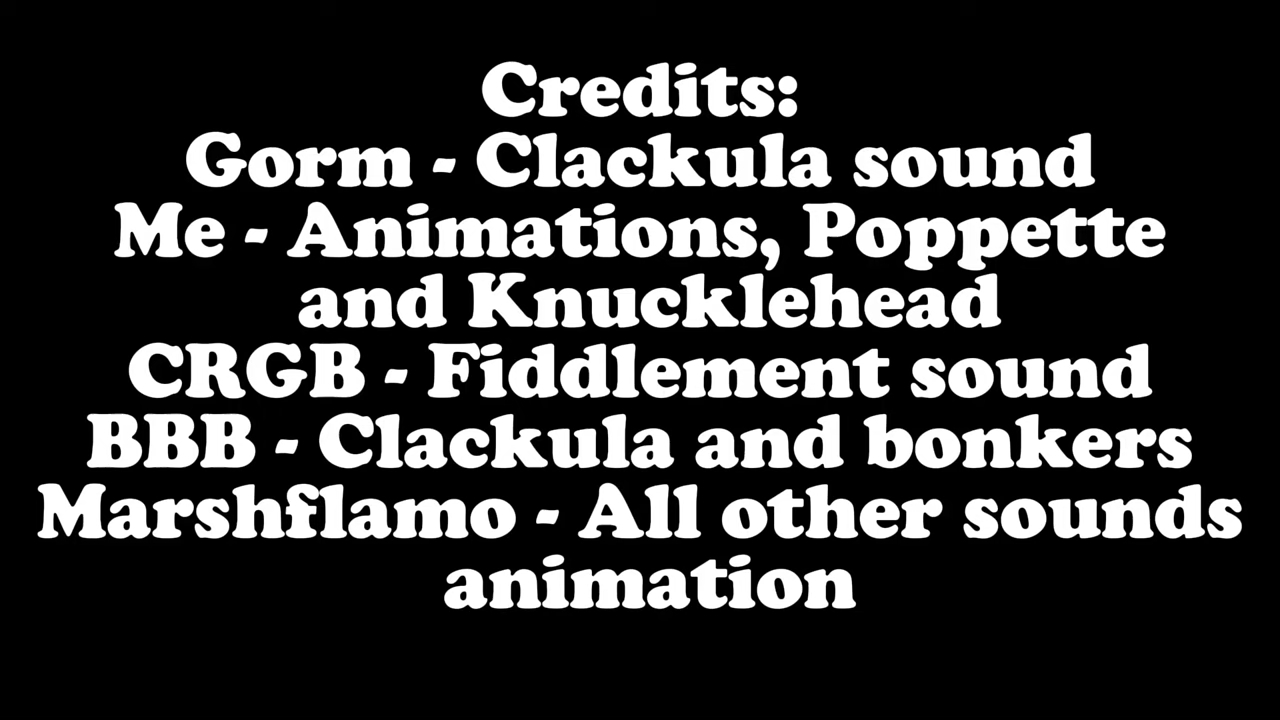 Credits:
Gorm - Clackula sound
Me - Animations, Poppette
and Knucklehead
CRGB - Fiddlement sound
BBB - Clackula and bonkers
Marshflamo - All other sounds
animation